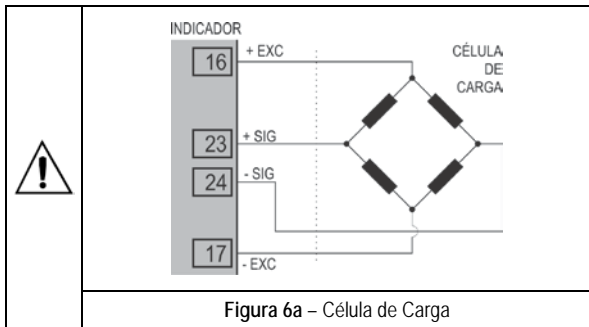 INDICADOR
16 + EXC
CÉLULA
DE
CARGA
23 + SIG
24 - SIG
17 - EXC
Figura 6a – Célula de Carga